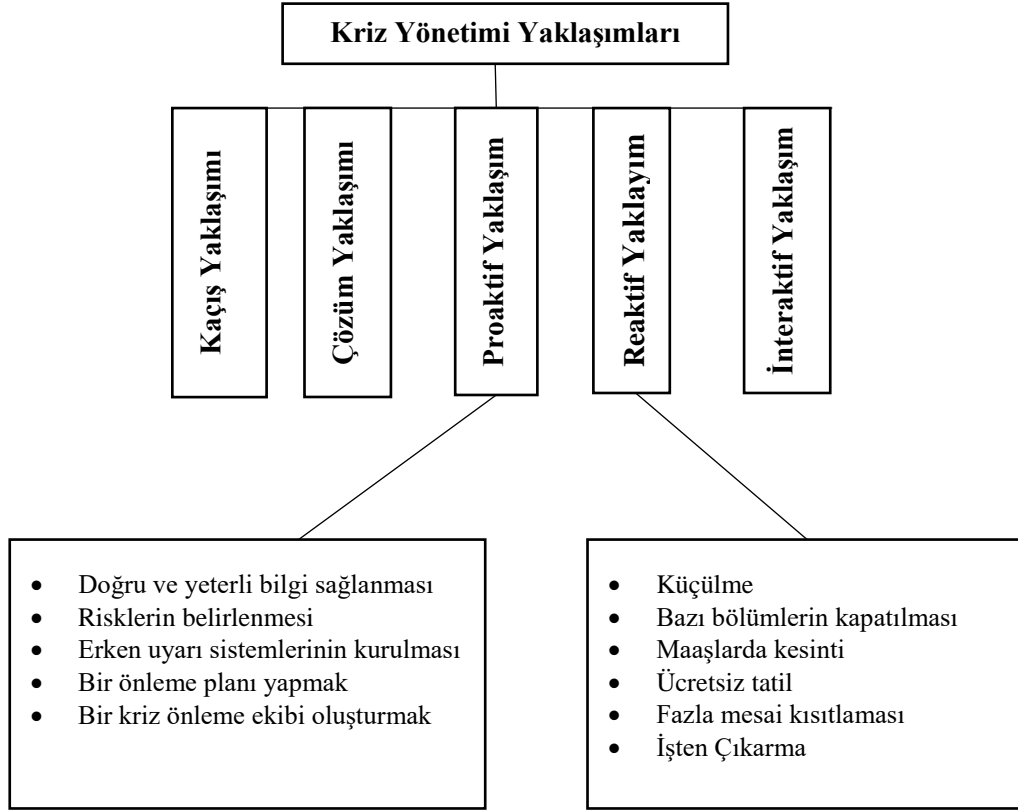 Kriz Yönetimi Yaklaşımları
Kaçış Yaklaşımı
Çözüm Yaklaşımı
Proaktif Yaklaşım
Reaktif Yaklayım
İnteraktif Yaklaşım
• Doğru ve yeterli bilgi sağlanması
• Risklerin belirlenmesi
• Erken uyarı sistemlerinin kurulması
• Bir önleme planı yapmak
• Bir kriz önleme ekibi oluşturmak
• Küçülme
• Bazı bölümlerin kapatılması
• Maaşlarda kesinti
• Ücretsiz tatil
• Fazla mesai kısıtlaması
• İşten Çıkarma